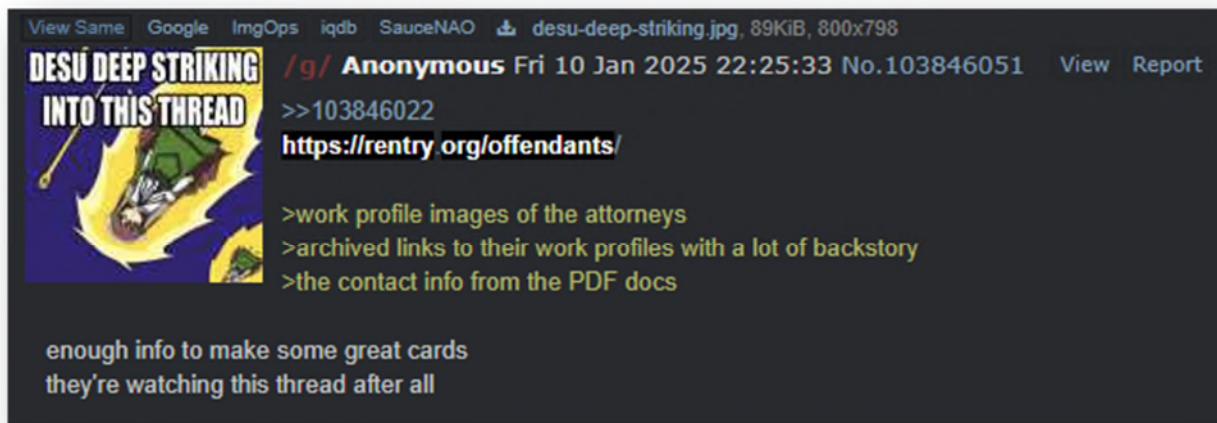 View Same Google ImgOps iqdb SauceNAO desu-deep-striking.jpg, 89KiB, 800x798
DESU DEEP STRIKING
INTO THIS THREAD
/g/ Anonymous Fri 10 Jan 2025 22:25:33 No.103846051 View Report
>>103846022
https://rentry.org/offendants/
>work profile images of the attorneys
>archived links to their work profiles with a lot of backstory
>the contact info from the PDF docs
enough info to make some great cards
they're watching this thread after all